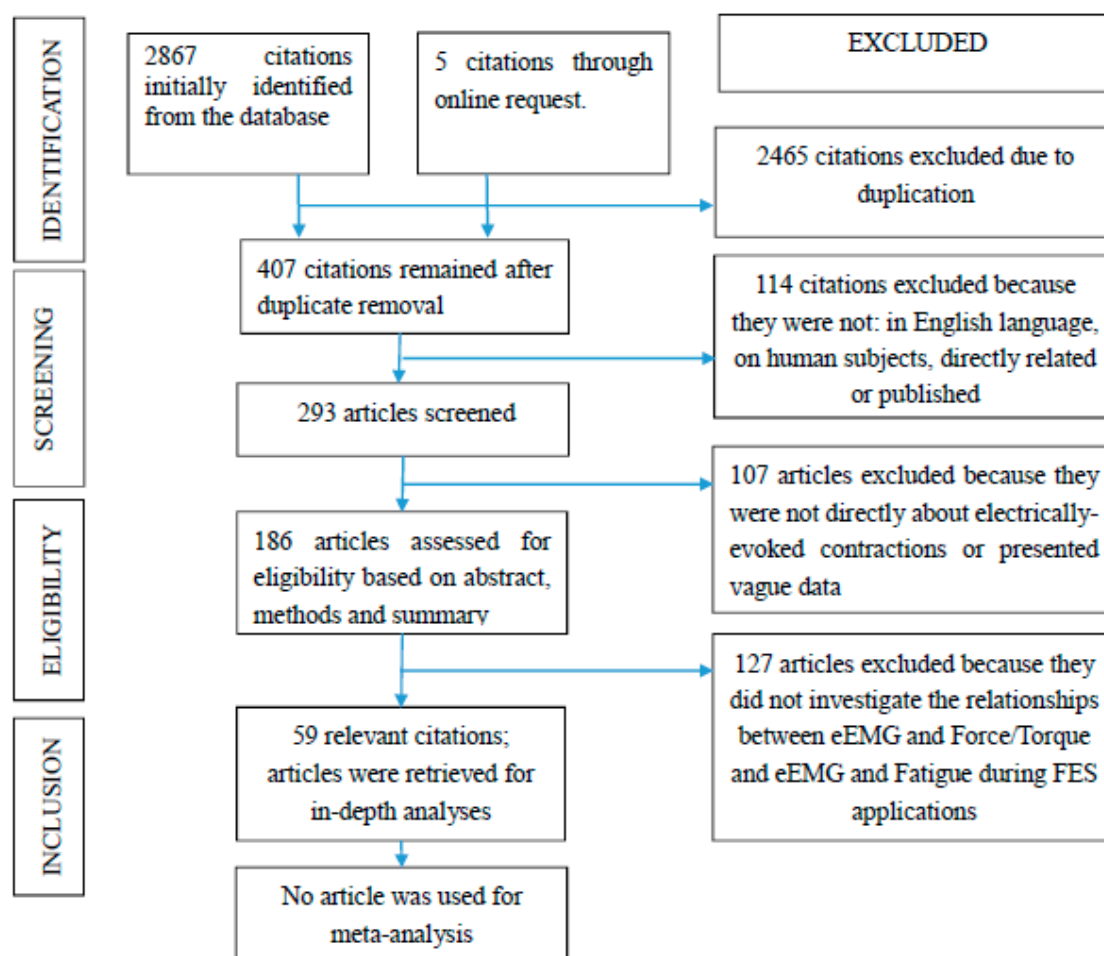 IDENTIFICATION
2867 citations
initially identified
from the database
5 citations through
online request.
EXCLUDED
2465 citations excluded due to
duplication
407 citations remained after
duplicate removal
SCREENING
114 citations excluded because
they were not: in English language,
on human subjects, directly related
or published
293 articles screened
107 articles excluded because they
were not directly about electrically-
evoked contractions or presented
vague data
ELIGIBILITY
186 articles assessed for
eligibility based on abstract,
methods and summary
127 articles excluded because they
did not investigate the relationships
between eEMG and Force/Torque
and eEMG and Fatigue during FES
applications
INCLUSION
59 relevant citations;
articles were retrieved for
in-depth analyses
No article was used for
meta-analysis